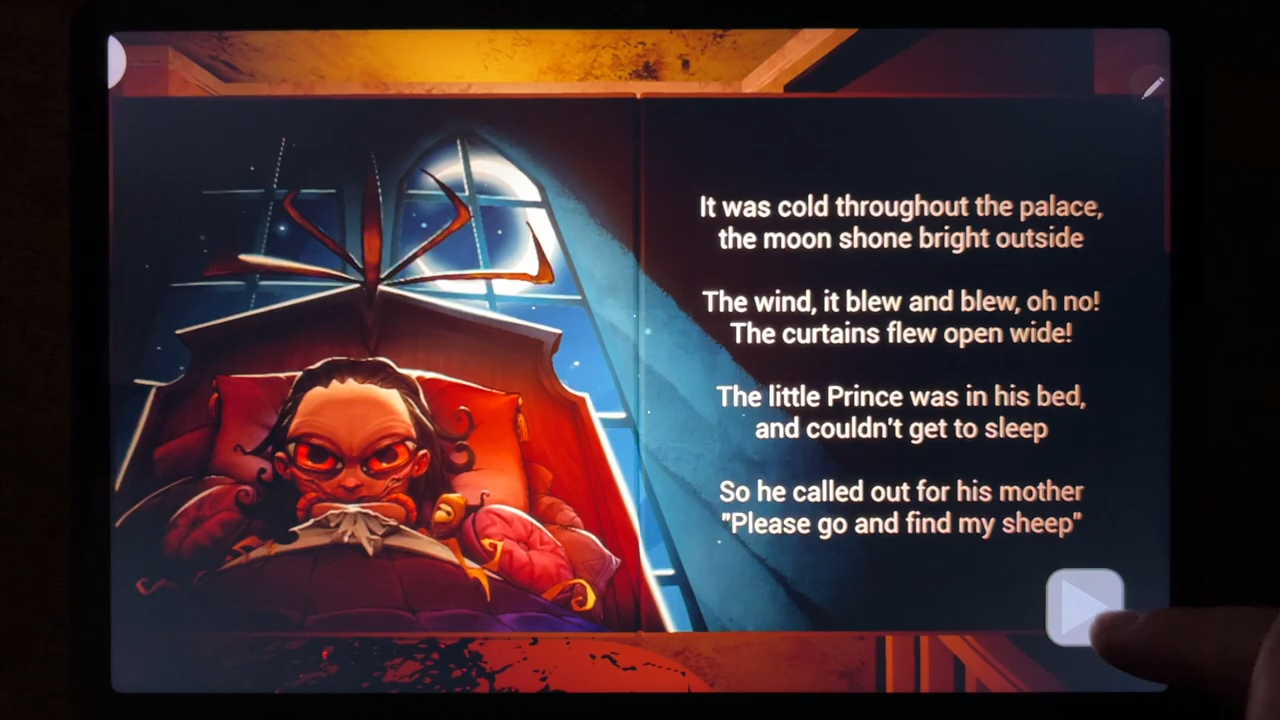 It was cold throughout the palace,
the moon shone bright outside
The wind, it blew and blew, oh no!
The curtains flew open wide!
The little Prince was in his bed,
and couldn't get to sleep
So he called out for his mother
"Please go and find my sheep"